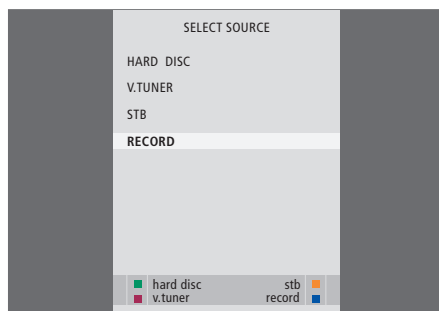 SELECT SOURCE
HARD DISC
V.TUNER
STB
RECORD
hard disc stb
v.tuner record